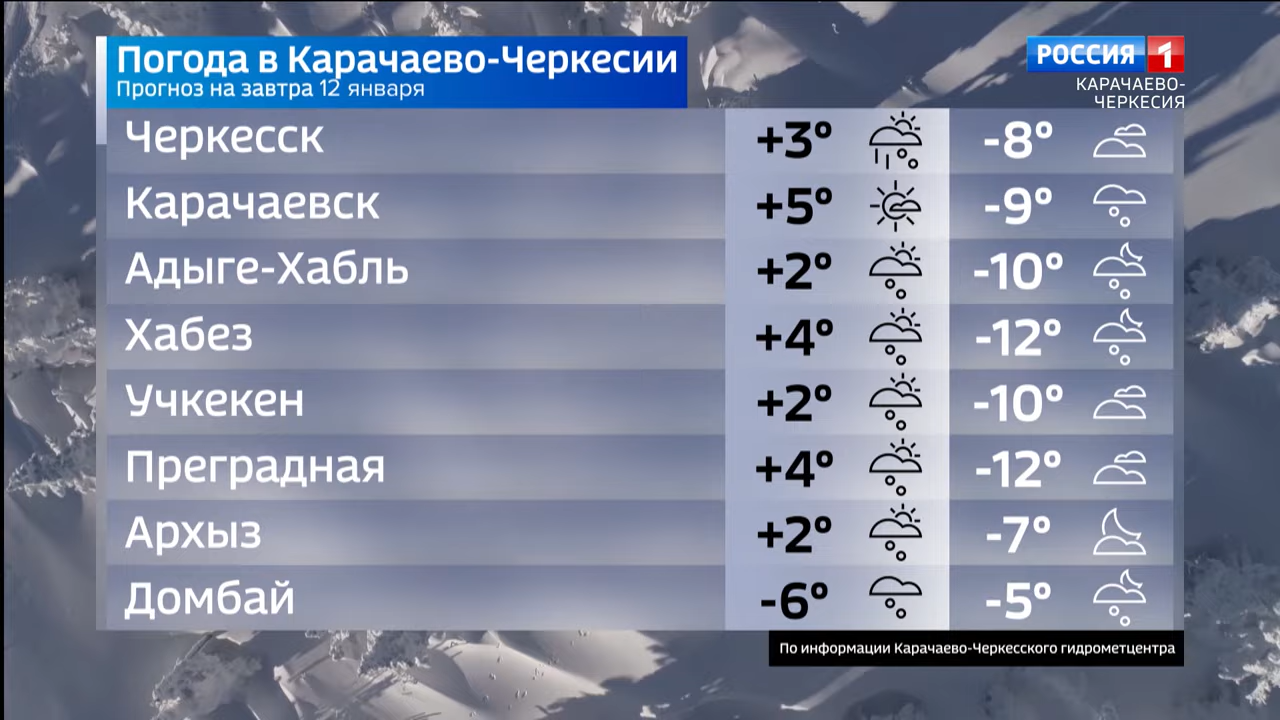 Погода в Карачаево-Черкесии
Прогноз на завтра 12 января
РОССИЯ 1
КАРАЧАЕВО-
ЧЕРКЕСИЯ
Черкесск +3° -8°
Карачаевск +5° -9°
Адыге-Хабль +2° -10°
Хабез +4° -12°
Учкекен +2° -10°
Преградная +4° -12°
Архыз +2° -7°
Домбай -6° -5°
По информации Карачаево-Черкесского гидрометцентра